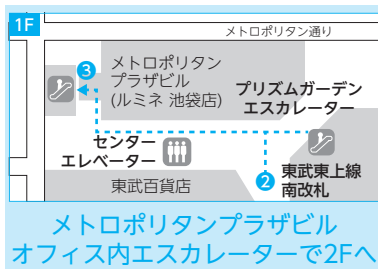 1F
メトロポリタン通り
3
メトロポリタン
プラザビル
(ルミネ 池袋店)
プリズムガーデン
エスカレーター
センター
エレベーター
2
東武東上線
南改札
東武百貨店
メトロポリタンプラザビル
オフィス内エスカレーターで2Fへ